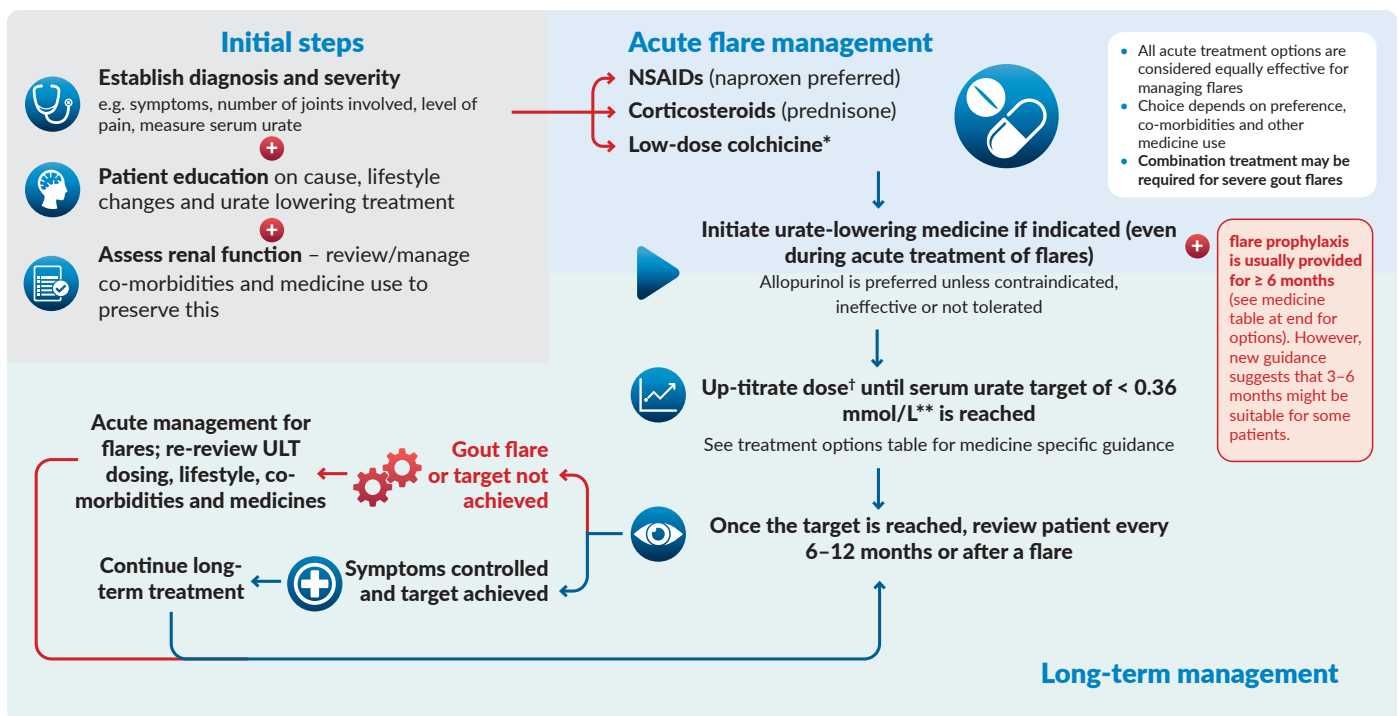 Initial steps
Establish diagnosis and severity
e.g. symptoms, number of joints involved, level of
pain, measure serum urate
Patient education on cause, lifestyle
changes and urate lowering treatment
Assess renal function – review/manage
co-morbidities and medicine use to
preserve this
Acute flare management
NSAIDs (naproxen preferred)
Corticosteroids (prednisone)
Low-dose colchicine*
• All acute treatment options are
considered equally effective for
managing flares
• Choice depends on preference,
co-morbidities and other
medicine use
• Combination treatment may be
required for severe gout flares
Initiate urate-lowering medicine if indicated (even
during acute treatment of flares)
Allopurinol is preferred unless contraindicated,
ineffective or not tolerated
flare prophylaxis
is usually provided
for ≥ 6 months
(see medicine
table at end for
options). However,
new guidance
suggests that 3–6
months might be
suitable for some
patients.
Up-titrate dose† until serum urate target of < 0.36
mmol/L** is reached
See treatment options table for medicine specific guidance
Once the target is reached, review patient every
6–12 months or after a flare
Gout flare
or target not
achieved
Acute management for
flares; re-review ULT
dosing, lifestyle, co-
morbidities and medicines
Symptoms controlled
and target achieved
Continue long-
term treatment
Long-term management